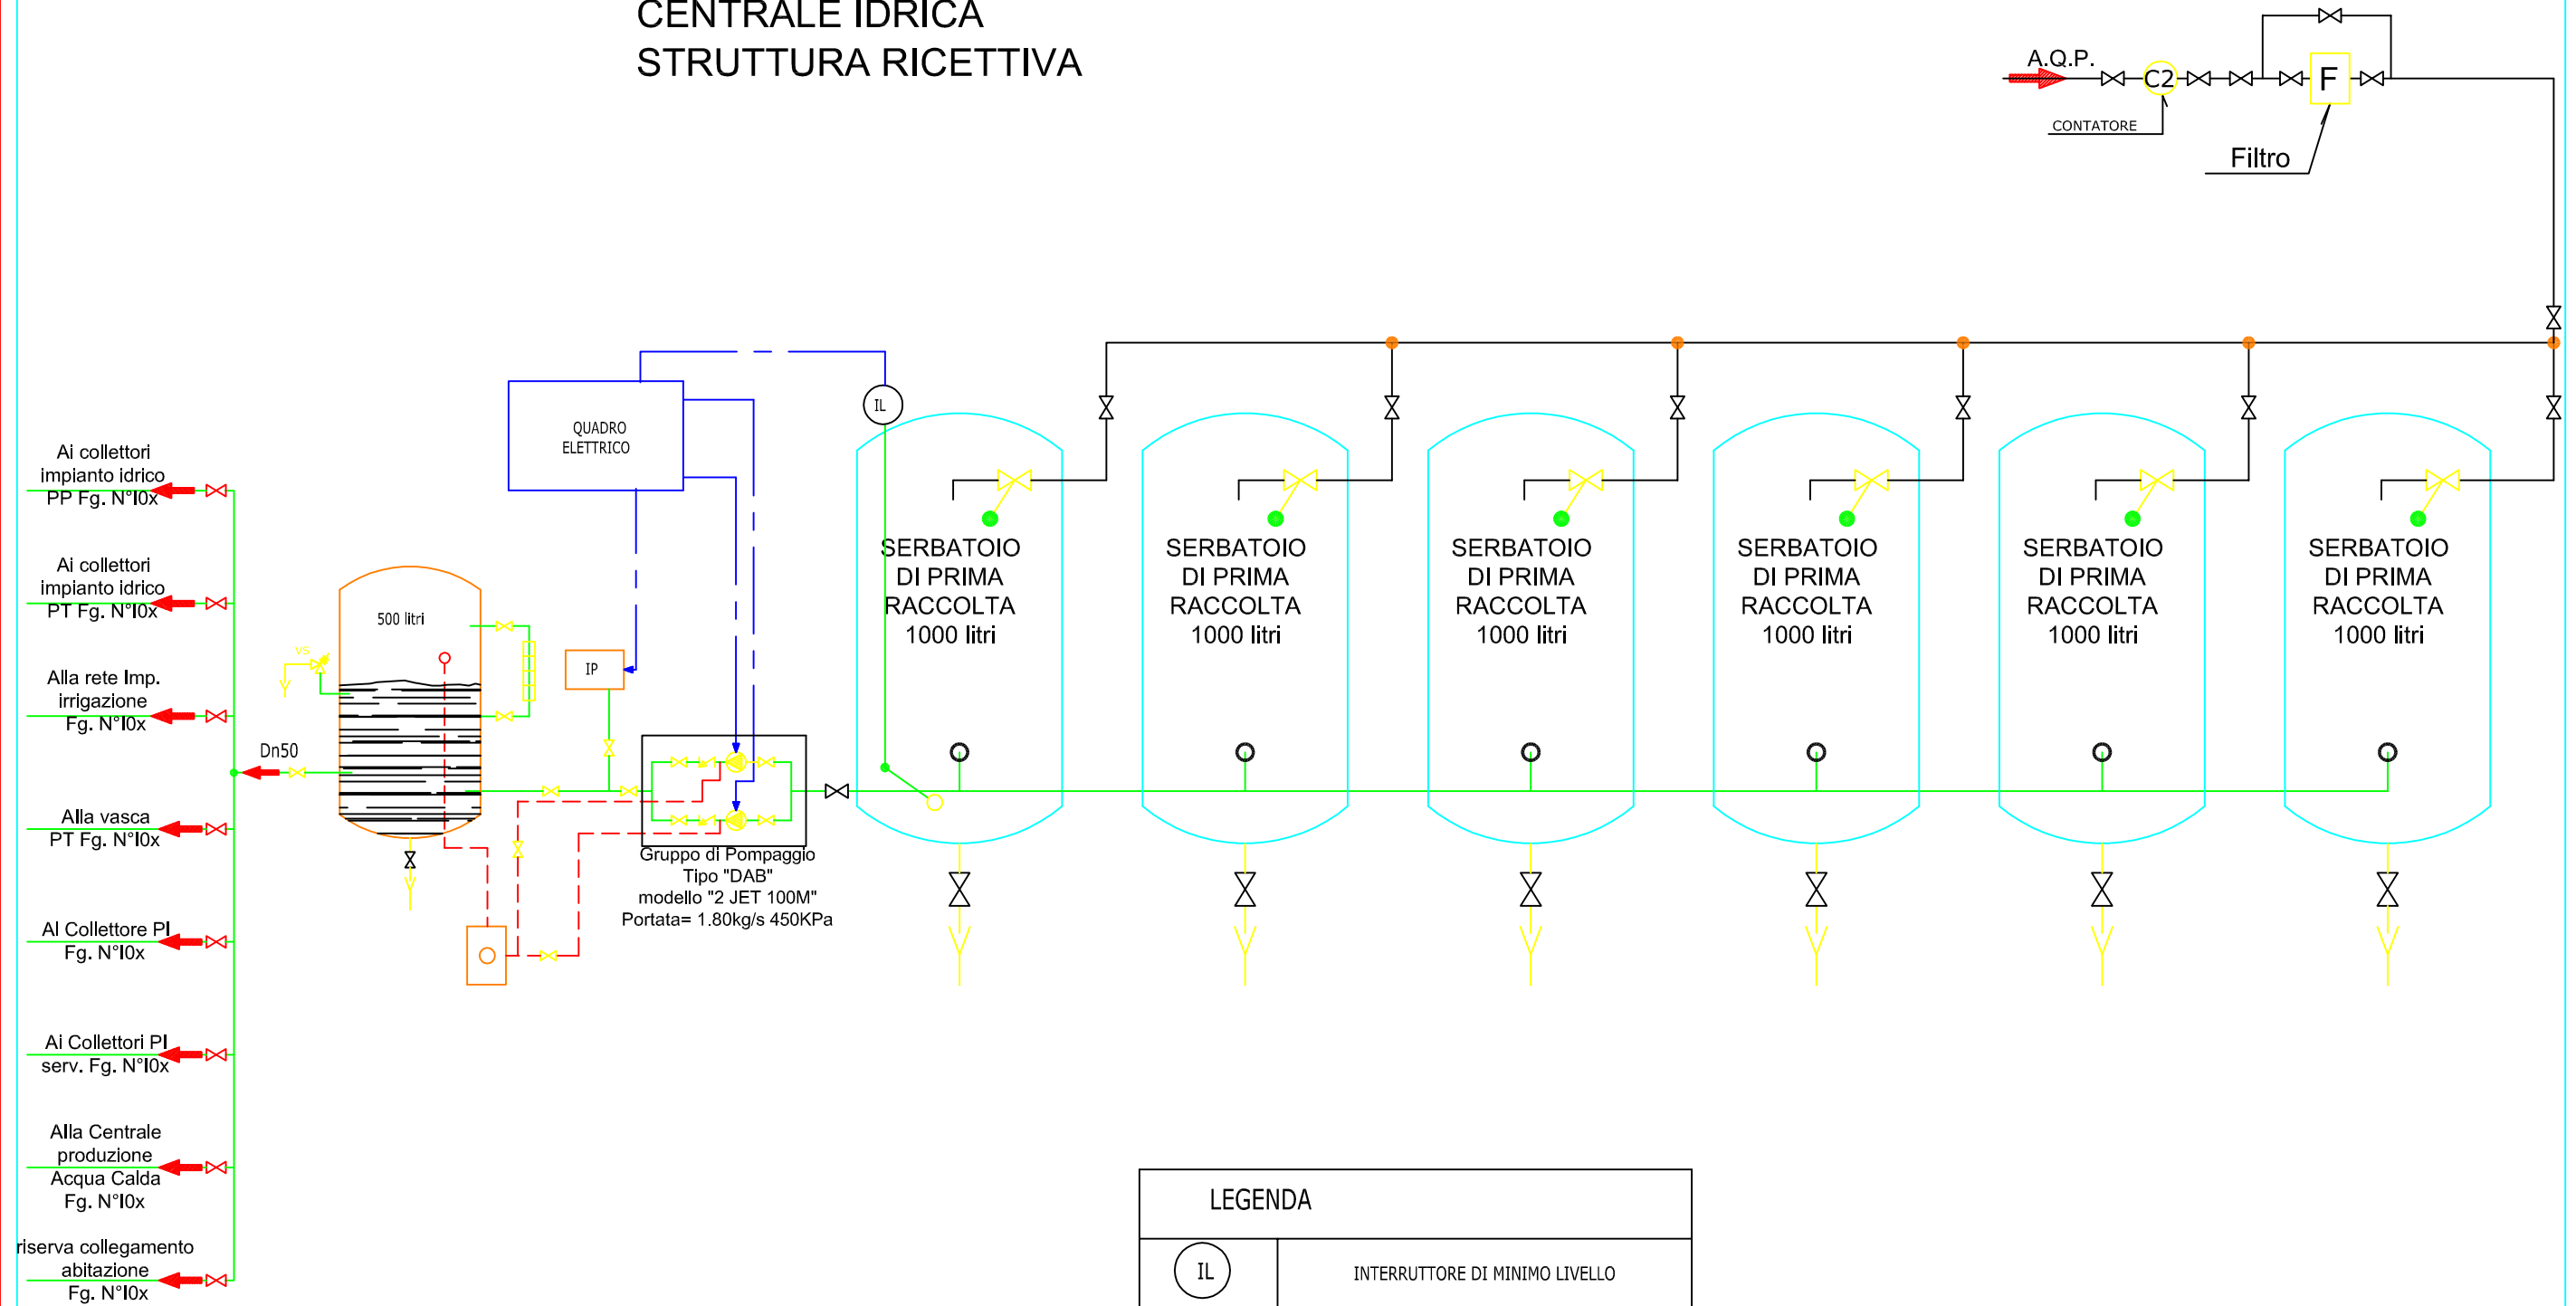 CENTRALE IDRICA
STRUTTURA RICETTIVA
A.Q.P.
C2
F
CONTATORE
Filtro
QUADRO
ELETTRICO
IL
Ai collettori
impianto idrico
PP Fg. N°I0x
Ai collettori
impianto idrico
PT Fg. N°I0x
Alla rete Imp.
irrigazione
Fg. N°I0x
Dn50
Alla vasca
PT Fg. N°I0x
Al Collettore PI
Fg. N°I0x
Ai Collettori PI
serv. Fg. N°I0x
Alla Centrale
produzione
Acqua Calda
Fg. N°I0x
riserva collegamento
abitazione
Fg. N°I0x
500 litri
VS
IP
Gruppo di Pompaggio
Tipo "DAB"
modello "2 JET 100M"
Portata= 1.80kg/s 450KPa
SERBATOIO
DI PRIMA
RACCOLTA
1000 litri
SERBATOIO
DI PRIMA
RACCOLTA
1000 litri
SERBATOIO
DI PRIMA
RACCOLTA
1000 litri
SERBATOIO
DI PRIMA
RACCOLTA
1000 litri
SERBATOIO
DI PRIMA
RACCOLTA
1000 litri
SERBATOIO
DI PRIMA
RACCOLTA
1000 litri
LEGENDA
IL
INTERRUTTORE DI MINIMO LIVELLO